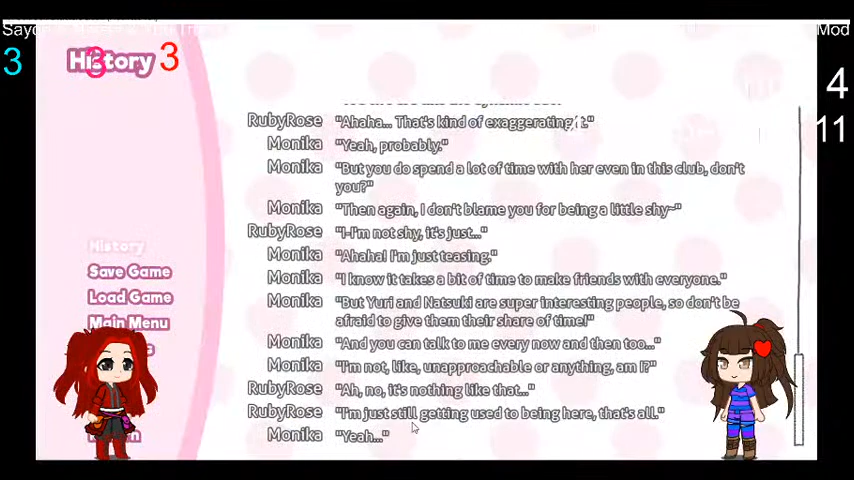 Mod
3
History
3
3
4
11
RubyRose "Ahaha... That's kind of exaggerating it."
Monika "Yeah, probably."
Monika "But you do spend a lot of time with her even in this club, don't
you?"
Monika "Then again, I don't blame you for being a little shy~"
RubyRose "I-I'm not shy, it's just..."
Monika "Ahaha! I'm just teasing."
Monika "I know it takes a bit of time to make friends with everyone."
Monika "But Yuri and Natsuki are super interesting people, so don't be
afraid to give them their share of time!"
Monika "And you can talk to me every now and then too..."
Monika "I'm not, like, unapproachable or anything, am I?"
RubyRose "Ah, no, it's nothing like that..."
RubyRose "I'm just still getting used to being here, that's all."
Monika "Yeah..."
History
Save Game
Load Game
Main Menu